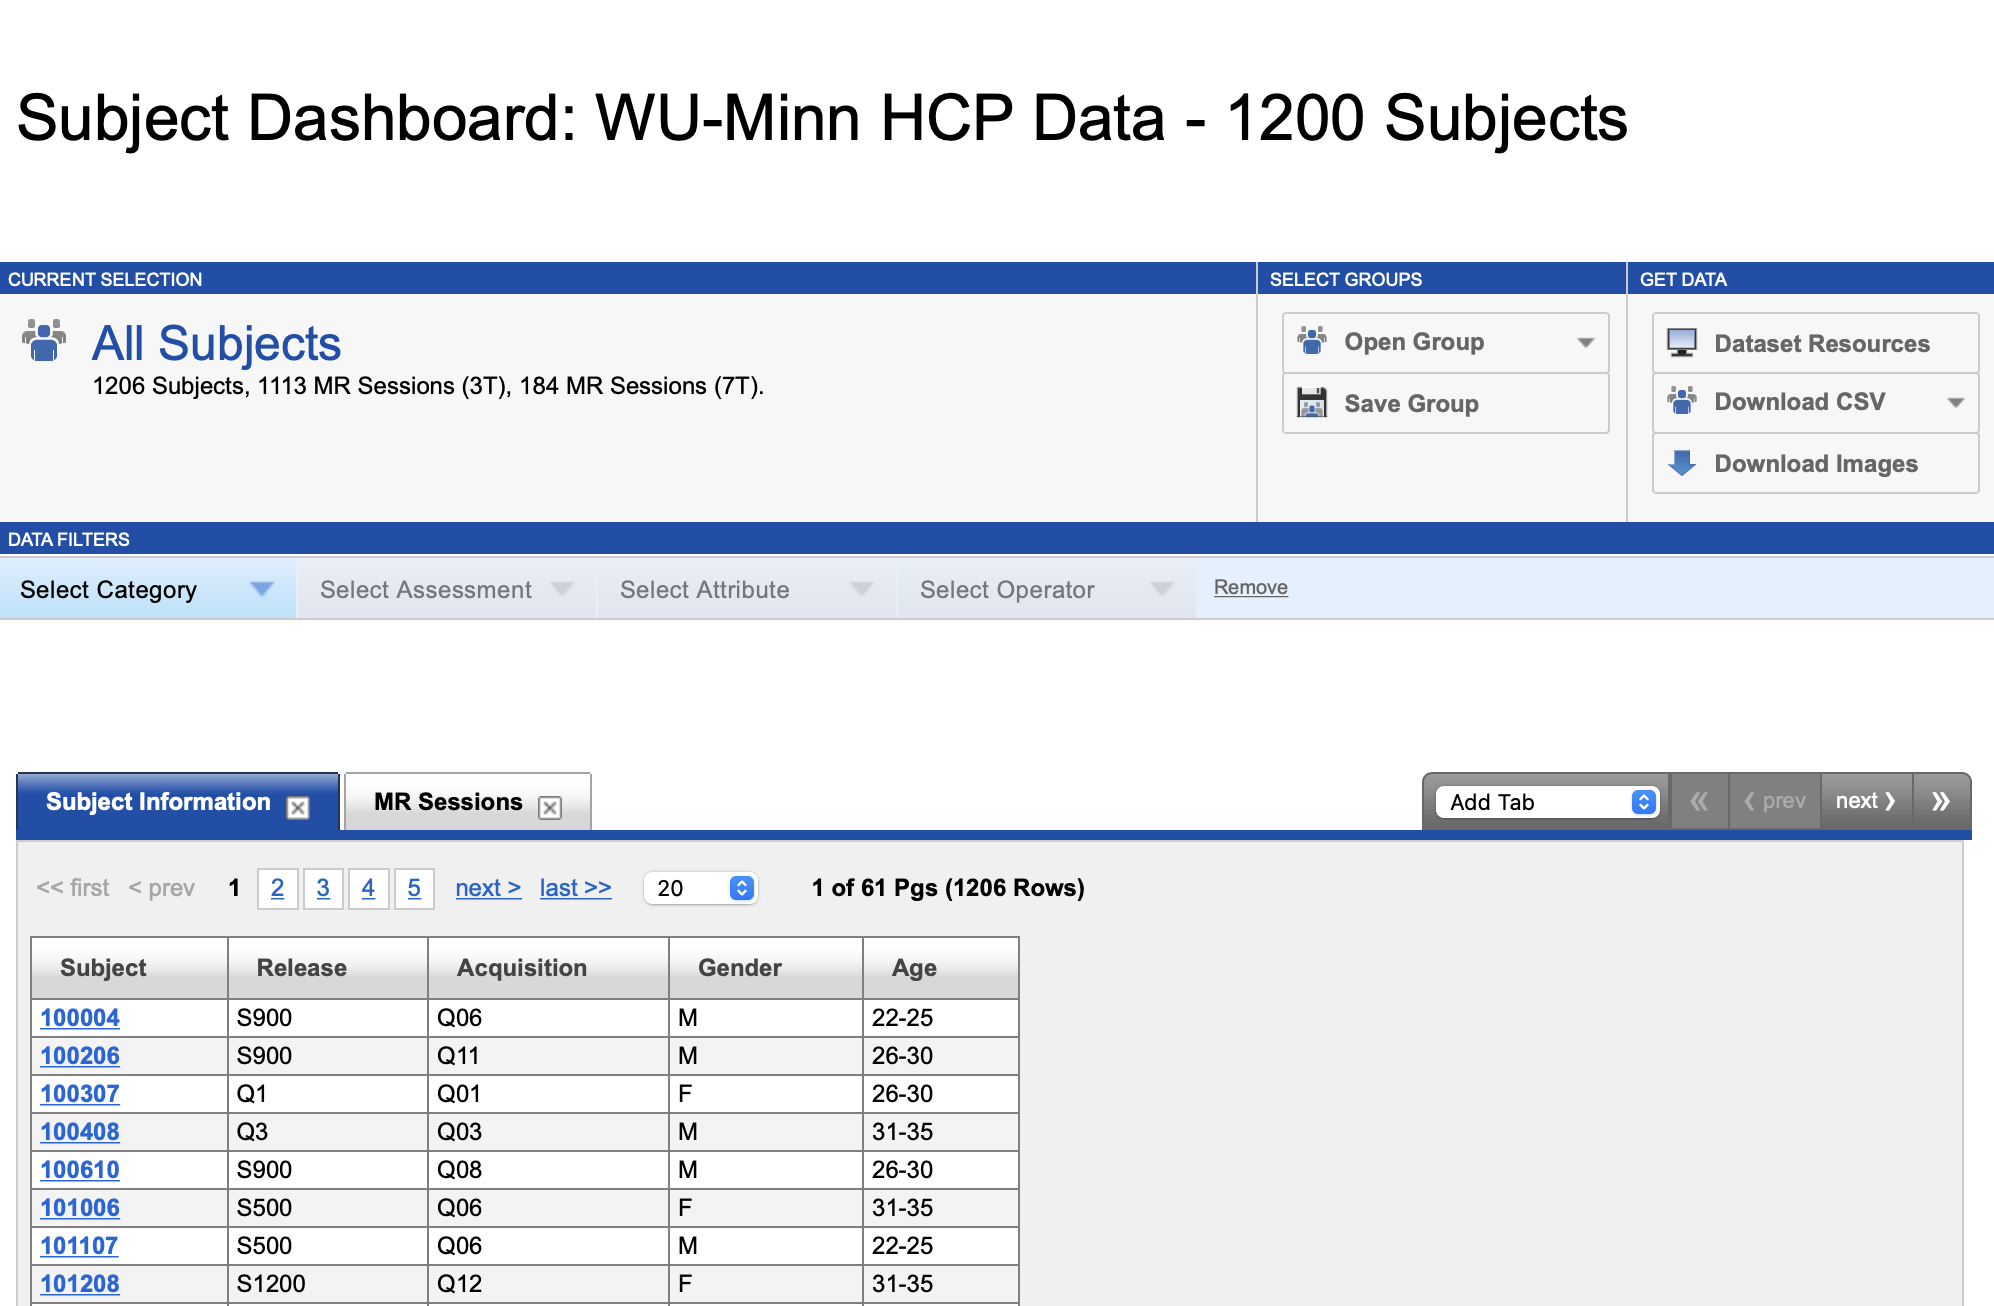 Subject Dashboard: WU-Minn HCP Data - 1200 Subjects
CURRENT SELECTION
All Subjects
1206 Subjects, 1113 MR Sessions (3T), 184 MR Sessions (7T).
SELECT GROUPS
Open Group
Save Group
GET DATA
Dataset Resources
Download CSV
Download Images
DATA FILTERS
Select Category Select Assessment Select Attribute Select Operator Remove
Subject Information MR Sessions Add Tab « ‹ prev next › »
<< first < prev 1 2 3 4 5 next > last >> 20 1 of 61 Pgs (1206 Rows)
Subject Release Acquisition Gender Age
100004 S900 Q06 M 22-25
100206 S900 Q11 M 26-30
100307 Q1 Q01 F 26-30
100408 Q3 Q03 M 31-35
100610 S900 Q08 M 26-30
101006 S500 Q06 F 31-35
101107 S500 Q06 M 22-25
101208 S1200 Q12 F 31-35